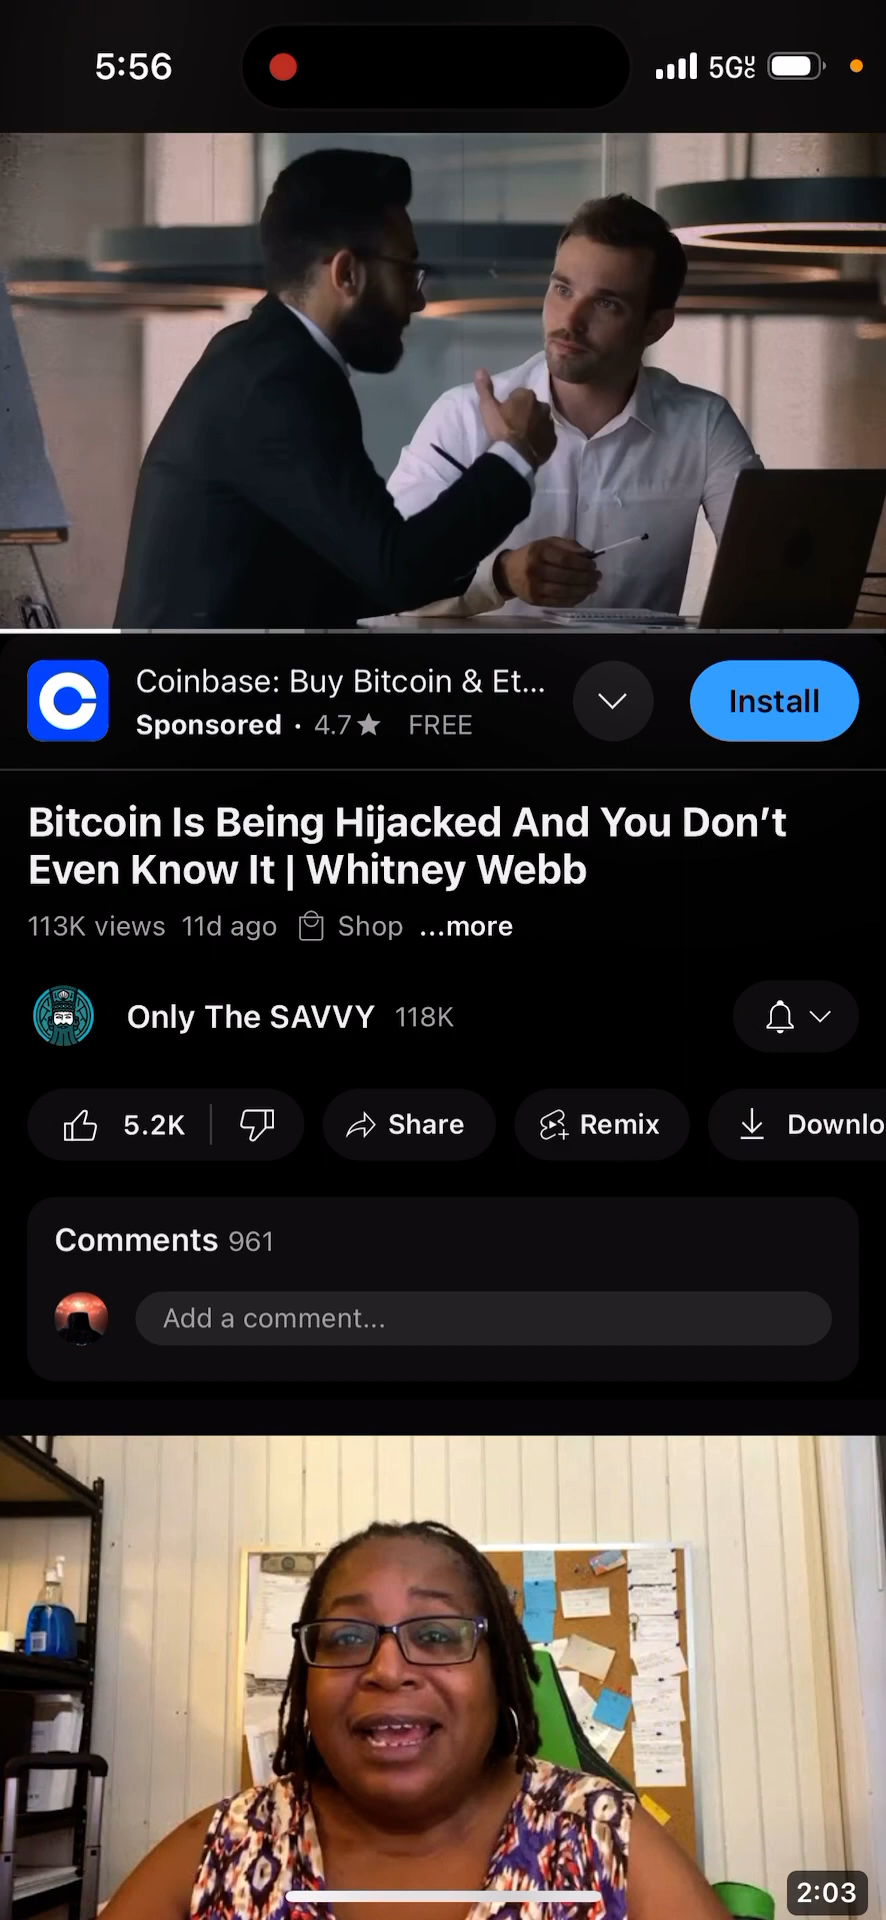 5:56
5GUC
Coinbase: Buy Bitcoin & Et...
Sponsored · 4.7★ FREE
Install
Bitcoin Is Being Hijacked And You Don’t
Even Know It | Whitney Webb
113K views 11d ago Shop ...more
Only The SAVVY 118K
5.2K
Share
Remix
Downlo
Comments 961
Add a comment...
2:03